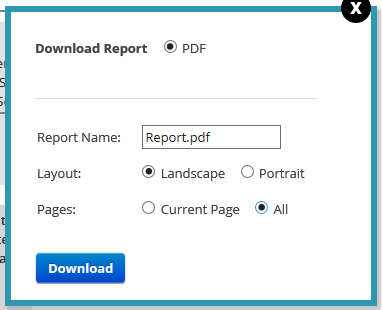 X
Download Report PDF
Report Name: Report.pdf
Layout: Landscape Portrait
Pages: Current Page All
Download